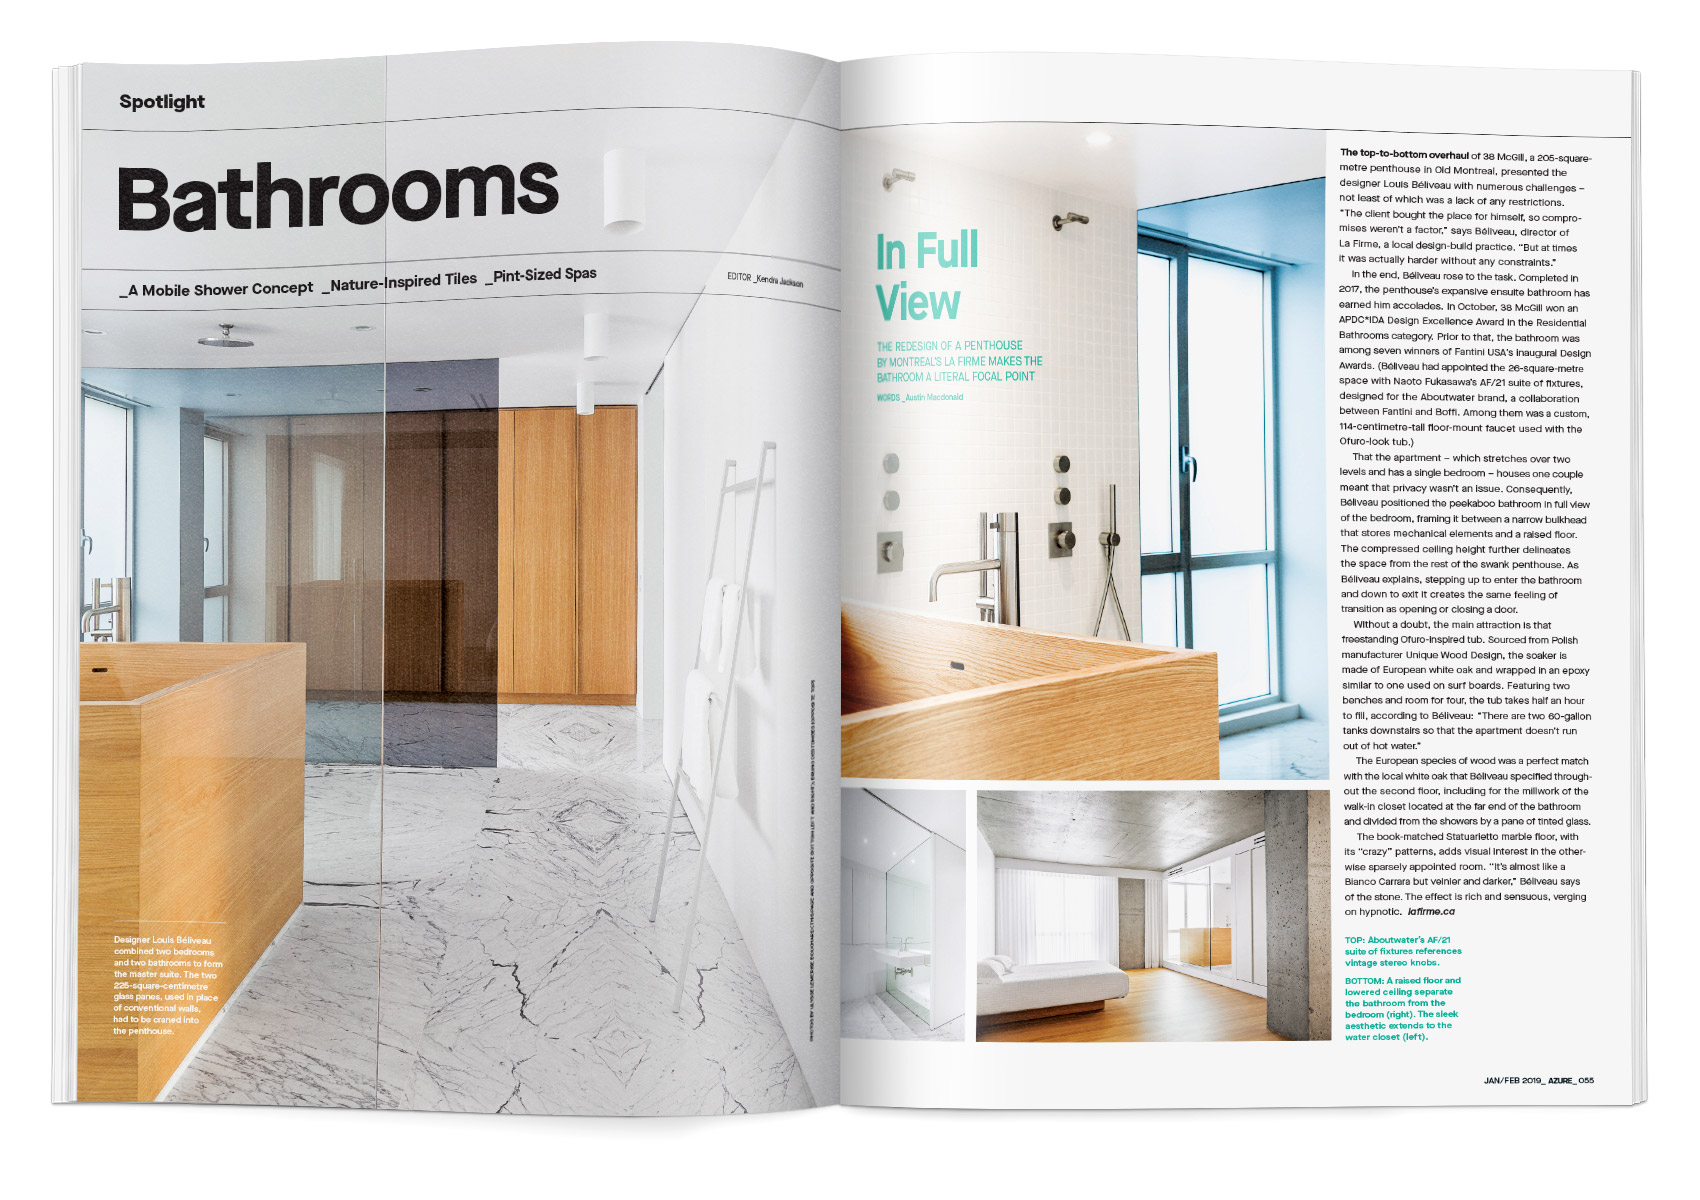 Spotlight
Bathrooms
_A Mobile Shower Concept _Nature-Inspired Tiles _Pint-Sized Spas
EDITOR _Kendra Jackson
Designer Louis Béliveau
combined two bedrooms
and two bathrooms to form
the master suite. The two
225-square-centimetre
glass panes, used in place
of conventional walls,
had to be craned into
the penthouse.
In Full
View
THE REDESIGN OF A PENTHOUSE
BY MONTREAL'S LA FIRME MAKES THE
BATHROOM A LITERAL FOCAL POINT
WORDS _Austin Macdonald
The top-to-bottom overhaul of 38 McGill, a 205-square-
metre penthouse in Old Montreal, presented the
designer Louis Béliveau with numerous challenges –
not least of which was a lack of any restrictions.
"The client bought the place for himself, so compro-
mises weren't a factor," says Béliveau, director of
La Firme, a local design-build practice. "But at times
it was actually harder without any constraints."
In the end, Béliveau rose to the task. Completed in
2017, the penthouse's expansive ensuite bathroom has
earned him accolades. In October, 38 McGill won an
APDC*IDA Design Excellence Award in the Residential
Bathrooms category. Prior to that, the bathroom was
among seven winners of Fantini USA's inaugural Design
Awards. (Béliveau had appointed the 26-square-metre
space with Naoto Fukasawa's AF/21 suite of fixtures,
designed for the Aboutwater brand, a collaboration
between Fantini and Boffi. Among them was a custom,
114-centimetre-tall floor-mount faucet used with the
Ofuro-look tub.)
That the apartment – which stretches over two
levels and has a single bedroom – houses one couple
meant that privacy wasn't an issue. Consequently,
Béliveau positioned the peekaboo bathroom in full view
of the bedroom, framing it between a narrow bulkhead
that stores mechanical elements and a raised floor.
The compressed ceiling height further delineates
the space from the rest of the swank penthouse. As
Béliveau explains, stepping up to enter the bathroom
and down to exit it creates the same feeling of
transition as opening or closing a door.
Without a doubt, the main attraction is that
freestanding Ofuro-inspired tub. Sourced from Polish
manufacturer Unique Wood Design, the soaker is
made of European white oak and wrapped in an epoxy
similar to one used on surf boards. Featuring two
benches and room for four, the tub takes half an hour
to fill, according to Béliveau: "There are two 60-gallon
tanks downstairs so that the apartment doesn't run
out of hot water."
The European species of wood was a perfect match
with the local white oak that Béliveau specified through-
out the second floor, including for the millwork of the
walk-in closet located at the far end of the bathroom
and divided from the showers by a pane of tinted glass.
The book-matched Statuarietto marble floor, with
its "crazy" patterns, adds visual interest in the other-
wise sparsely appointed room. "It's almost like a
Bianco Carrara but veinier and darker," Béliveau says
of the stone. The effect is rich and sensuous, verging
on hypnotic. lafirme.ca
TOP: Aboutwater's AF/21
suite of fixtures references
vintage stereo knobs.
BOTTOM: A raised floor and
lowered ceiling separate
the bathroom from the
bedroom (right). The sleek
aesthetic extends to the
water closet (left).
JAN/FEB 2019_ AZURE_ 055